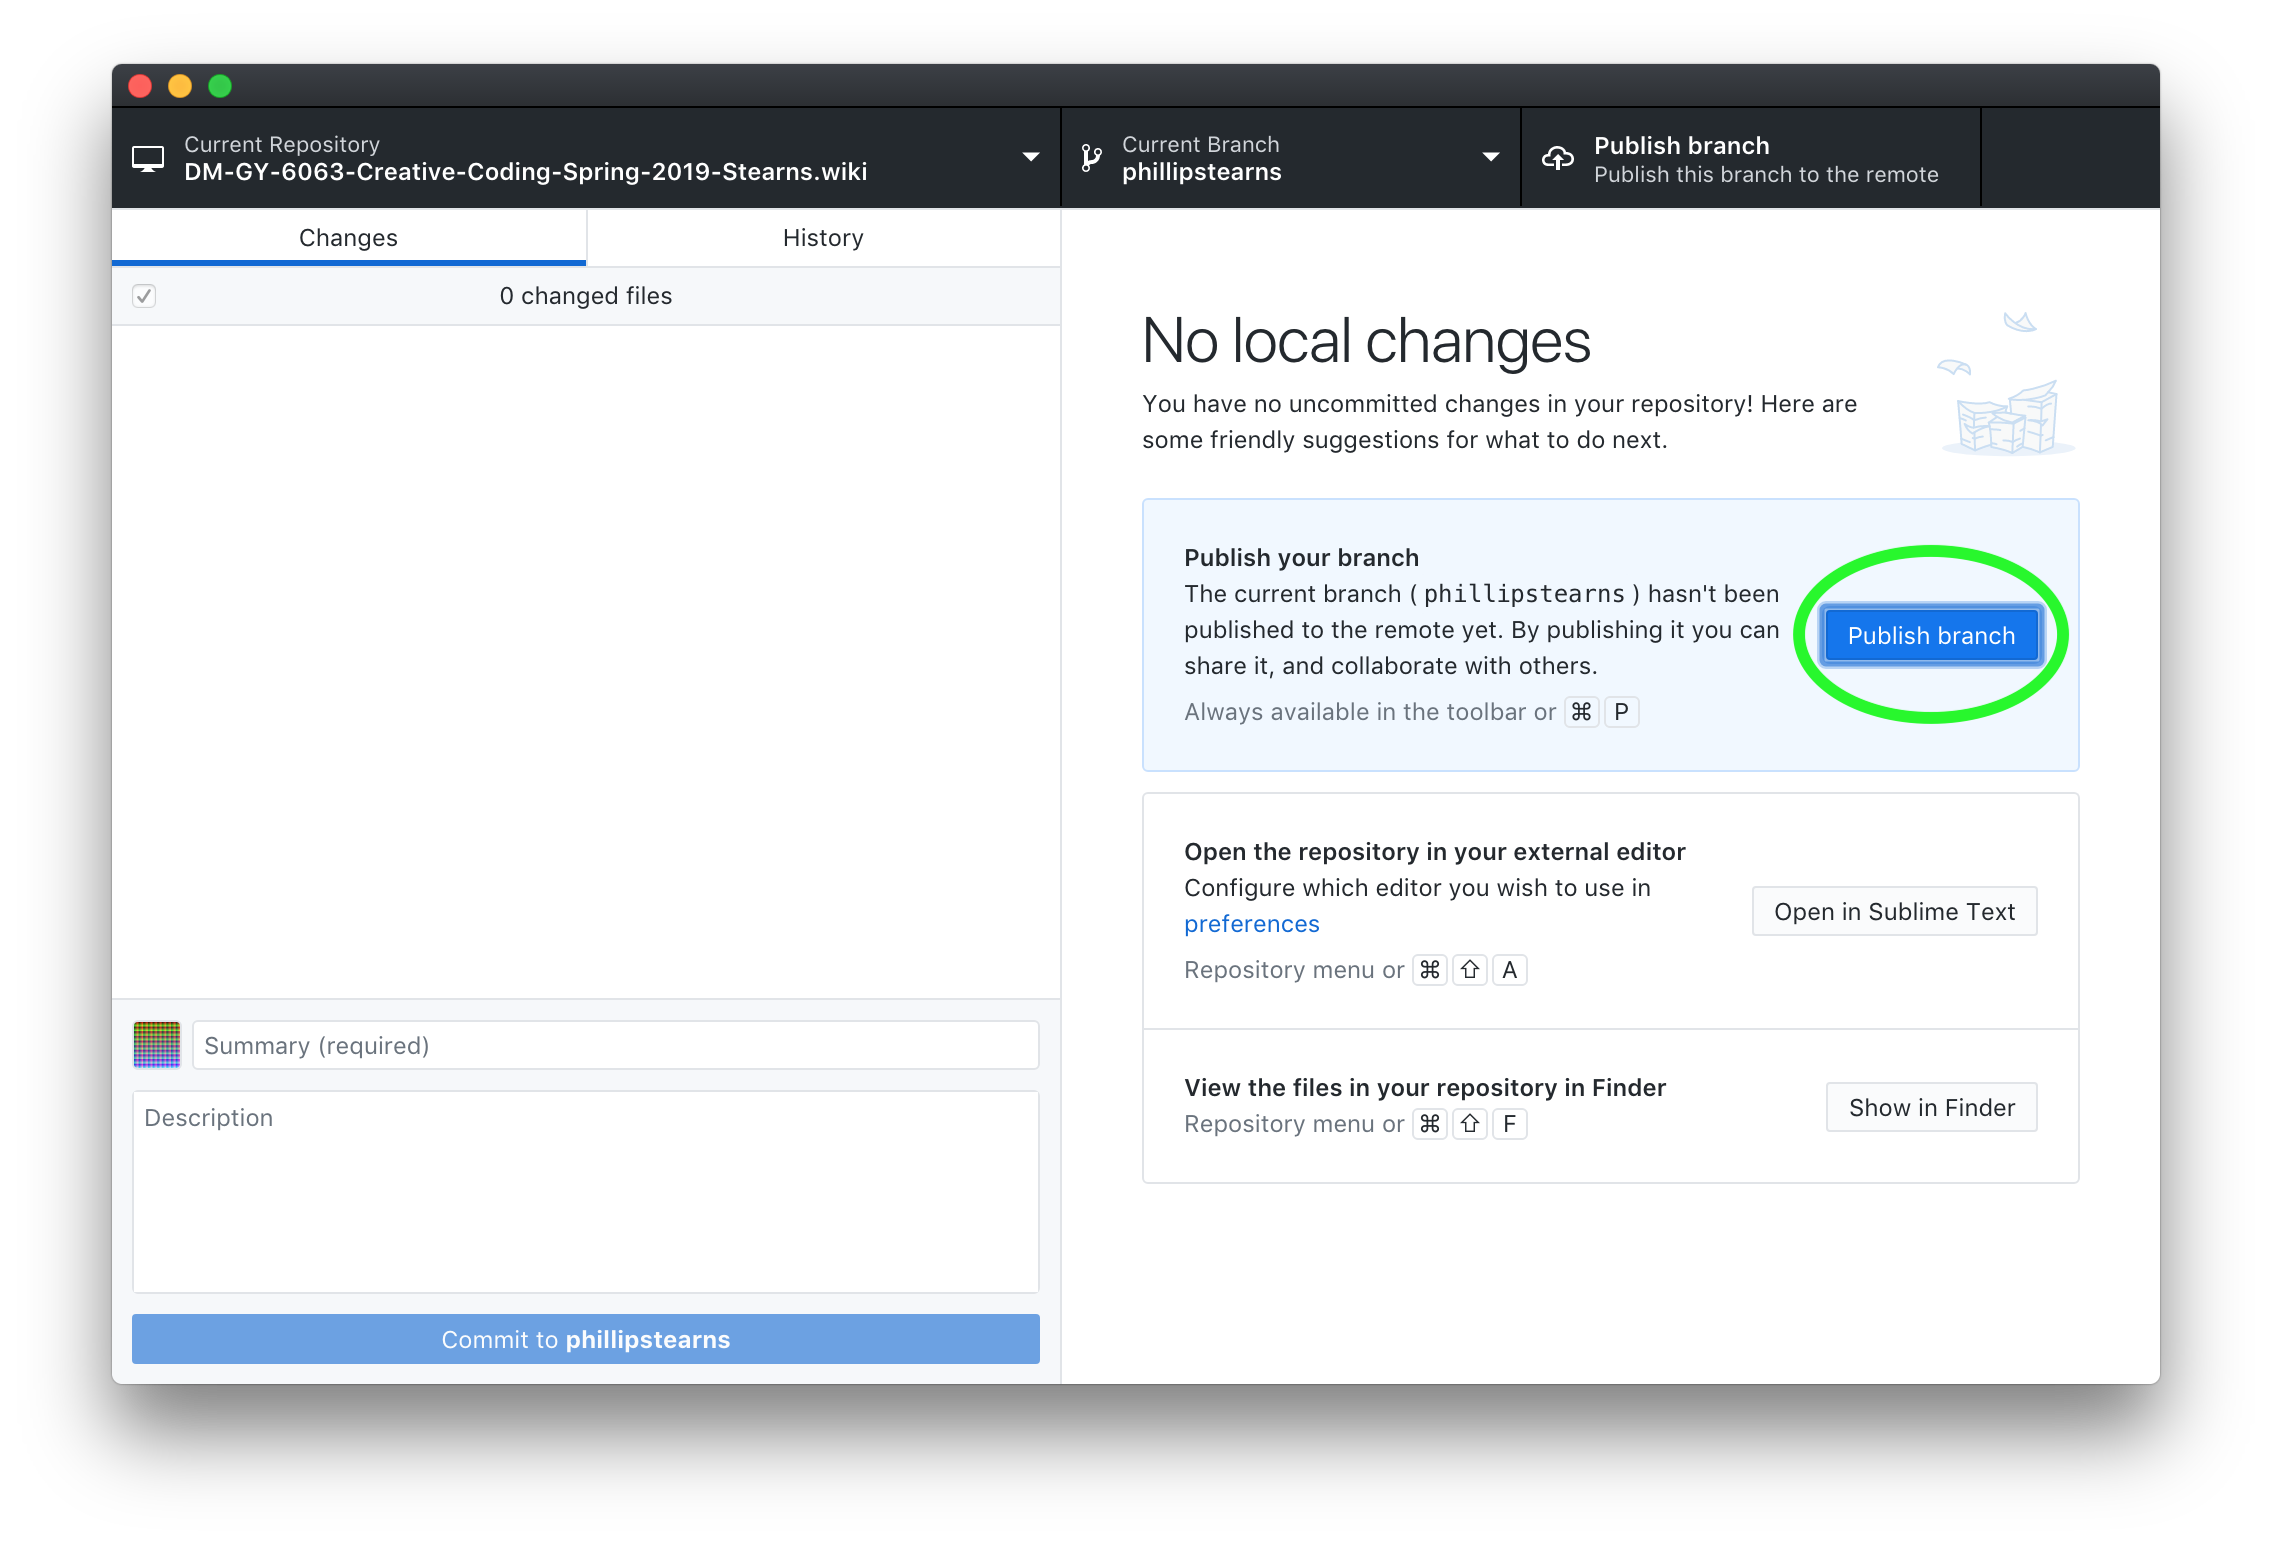 Current Repository
DM-GY-6063-Creative-Coding-Spring-2019-Stearns.wiki
Current Branch
phillipstearns
Publish branch
Publish this branch to the remote
Changes
History
0 changed files
Summary (required)
Description
Commit to phillipstearns
No local changes
You have no uncommitted changes in your repository! Here are
some friendly suggestions for what to do next.
Publish your branch
The current branch ( phillipstearns ) hasn't been
published to the remote yet. By publishing it you can
share it, and collaborate with others.
Always available in the toolbar or ⌘ P
Publish branch
Open the repository in your external editor
Configure which editor you wish to use in
preferences
Repository menu or ⌘ ⇧ A
Open in Sublime Text
View the files in your repository in Finder
Repository menu or ⌘ ⇧ F
Show in Finder